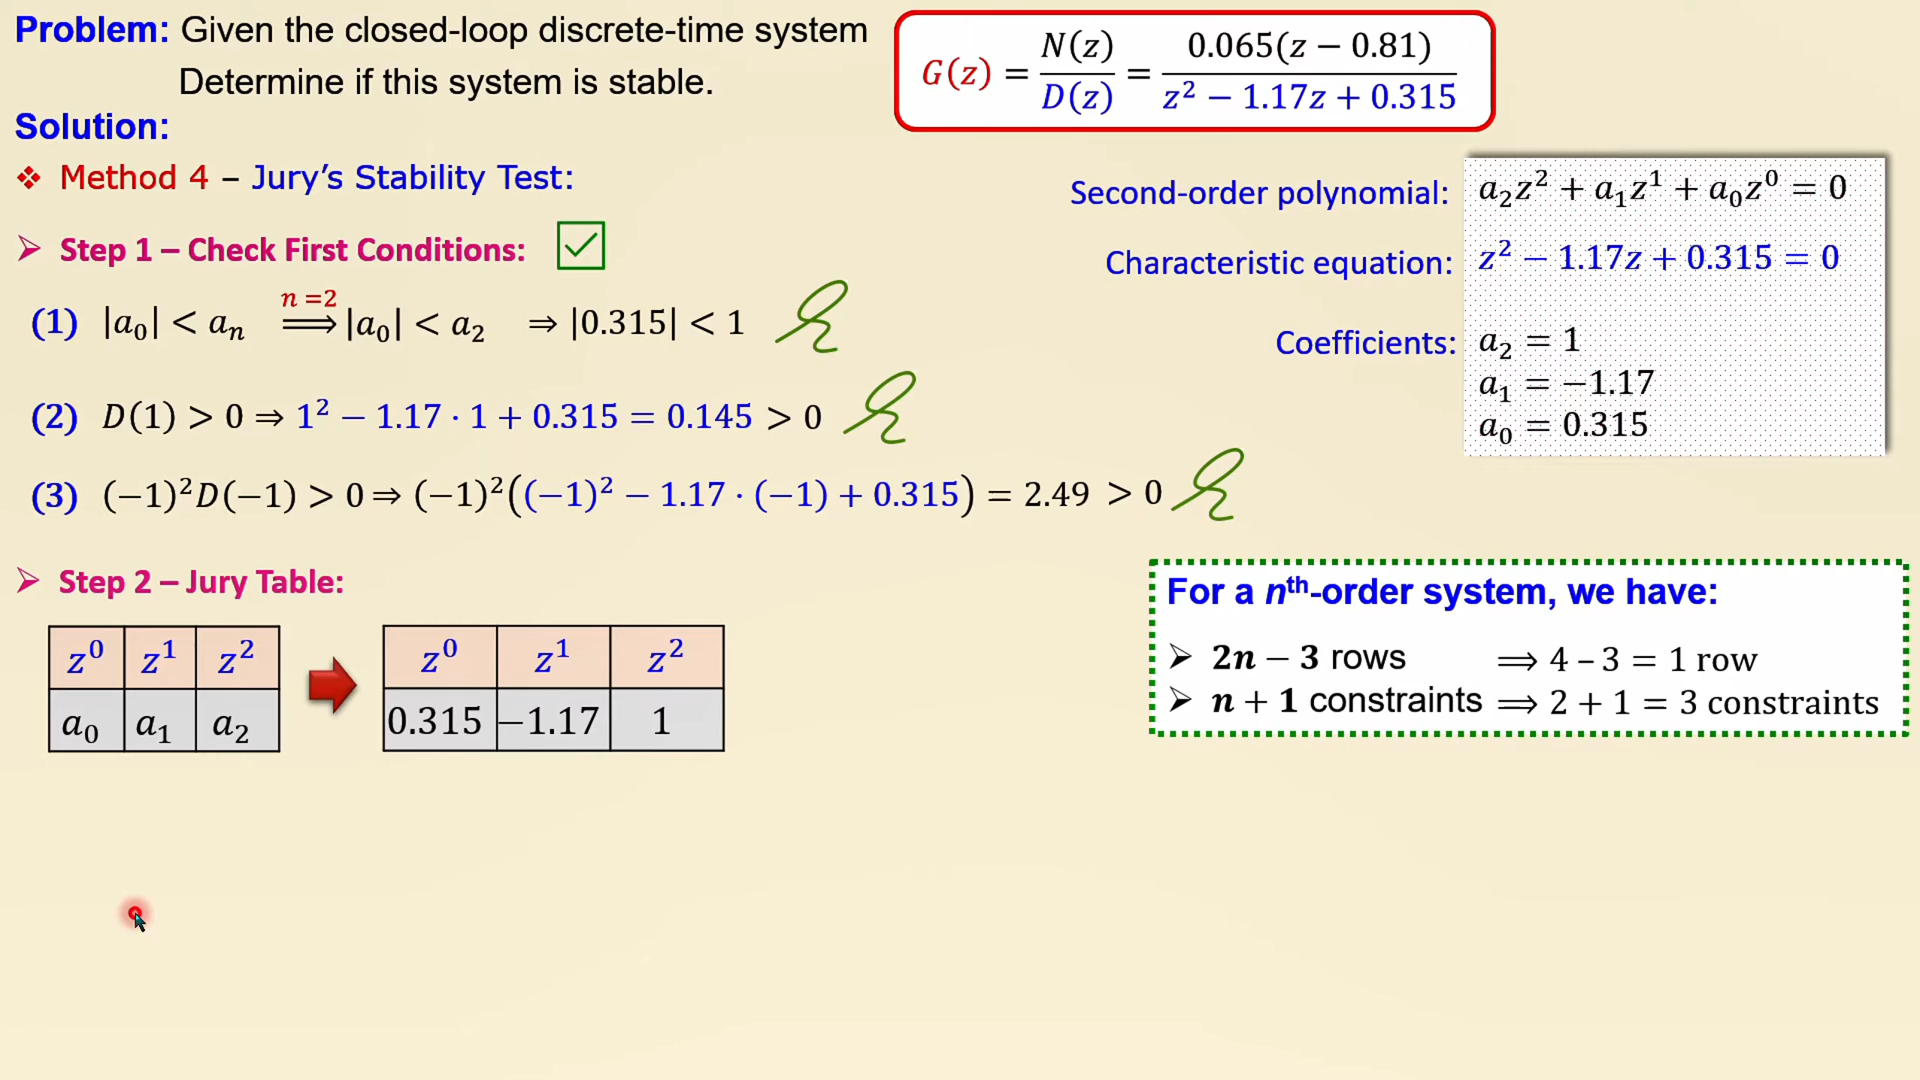 Problem: Given the closed-loop discrete-time system
Determine if this system is stable.
G(z) = N(z)/D(z) = 0.065(z − 0.81)/(z² − 1.17z + 0.315)
Solution:
❖ Method 4 – Jury's Stability Test:
Second-order polynomial: a₂z² + a₁z¹ + a₀z⁰ = 0
➢ Step 1 – Check First Conditions: ✓
Characteristic equation: z² − 1.17z + 0.315 = 0
(1) |a₀| < aₙ ⟹ (n = 2) |a₀| < a₂ ⇒ |0.315| < 1
Coefficients: a₂ = 1
a₁ = −1.17
a₀ = 0.315
(2) D(1) > 0 ⇒ 1² − 1.17 · 1 + 0.315 = 0.145 > 0
(3) (−1)²D(−1) > 0 ⇒ (−1)²((−1)² − 1.17 · (−1) + 0.315) = 2.49 > 0
➢ Step 2 – Jury Table:
z⁰ z¹ z²
a₀ a₁ a₂
z⁰ z¹ z²
0.315 −1.17 1
For a nᵗʰ-order system, we have:
➢ 2n − 3 rows ⟹ 4 – 3 = 1 row
➢ n + 1 constraints ⟹ 2 + 1 = 3 constraints